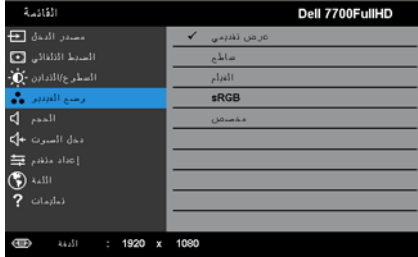 القائمة
Dell 7700FullHD
مصدر الدخل
الضبط التلقائي
السطوع/التباين
وضع الفيديو
الحجم
دخل الصوت
إعداد متقدم
اللغة
تعليمات
عرض تقديمي
ساطع
الفيلم
sRGB
مخصص
الدقة : 1920 x 1080